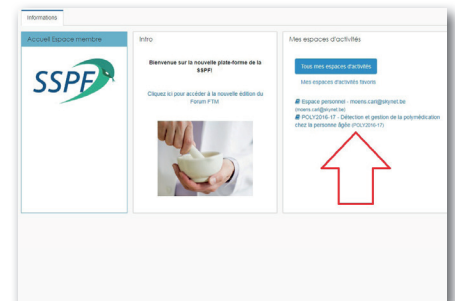 Informations
Accueil Espace membre
SSPF
Intro
Bienvenue sur la nouvelle plate-forme de la
SSPF!
Cliquez ici pour accéder à la nouvelle édition du
Forum FTM
Mes espaces d'activités
Tous mes espaces d'activités
Mes espaces d'activités favoris
Espace personnel - moens.carl@skynet.be
(moens.carl@skynet.be)
POLY2016-17 - Détection et gestion de la polymédication
chez la personne âgée (POLY2016-17)